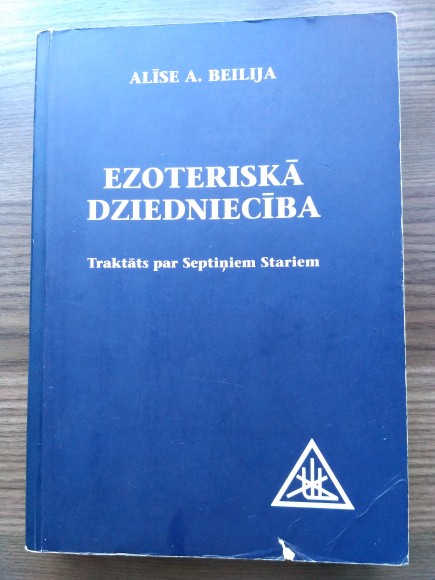 ALĪSE A. BEILIJA
EZOTERISKĀ
DZIEDNIECĪBA
Traktāts par Septiņiem Stariem